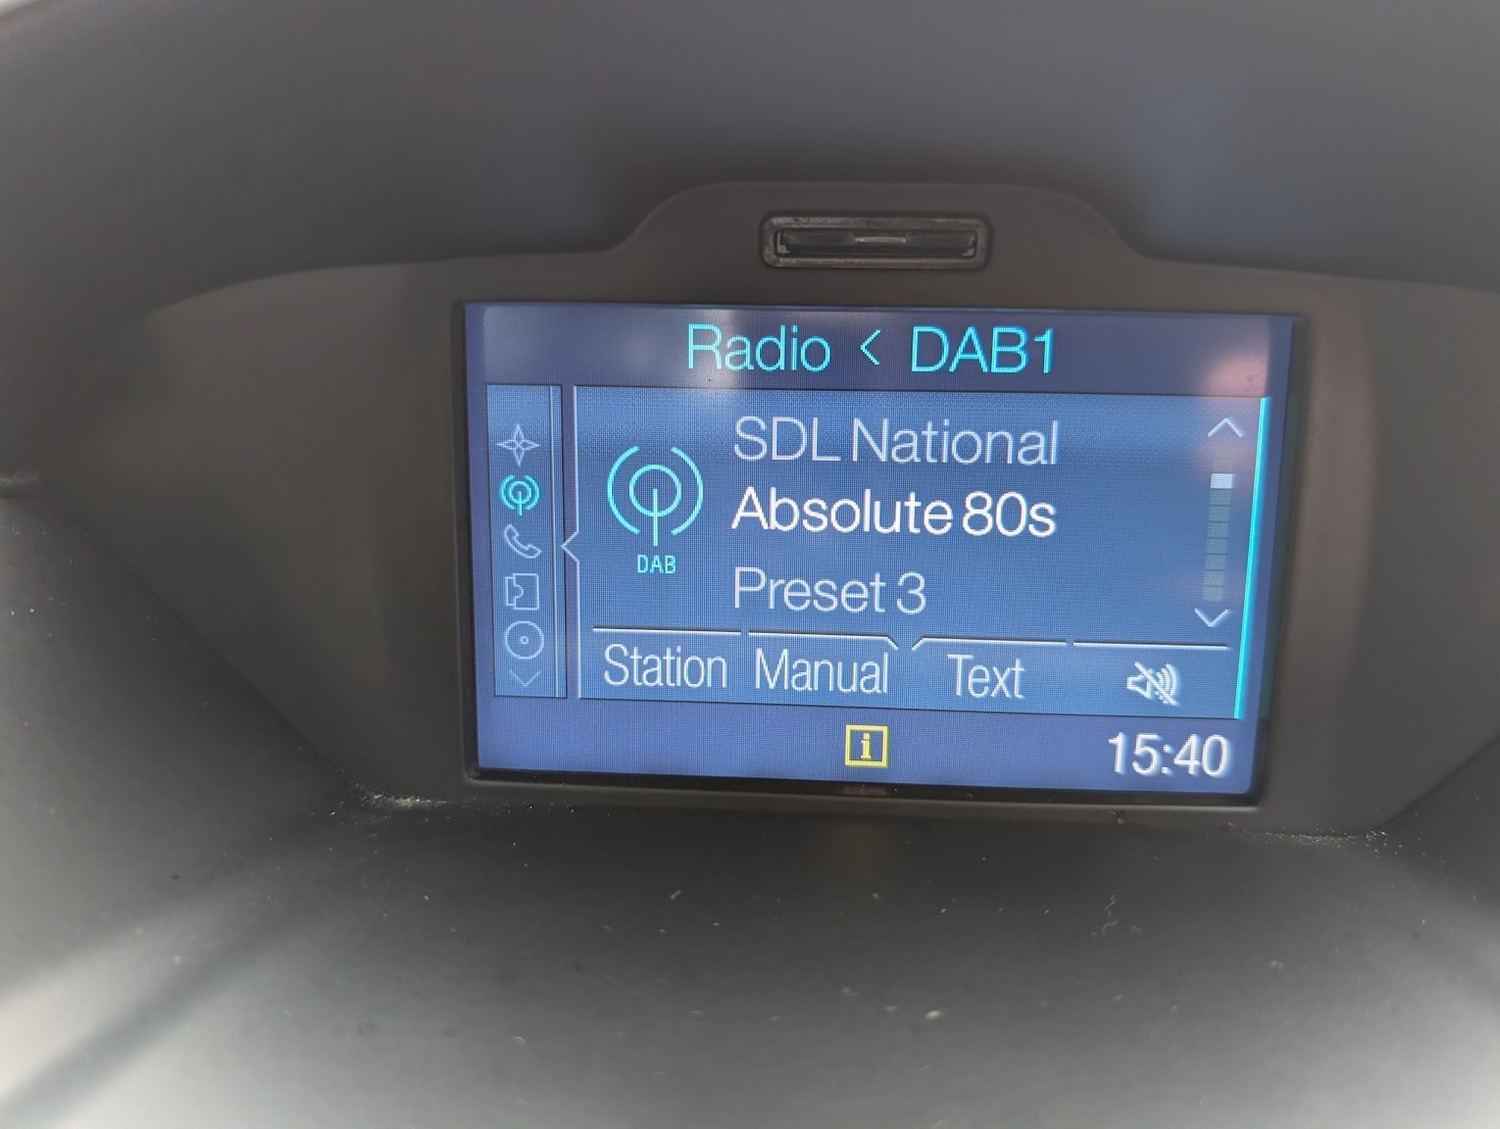 Radio < DAB1
SDL National
Absolute 80s
DAB
Preset 3
Station Manual Text
i
15:40